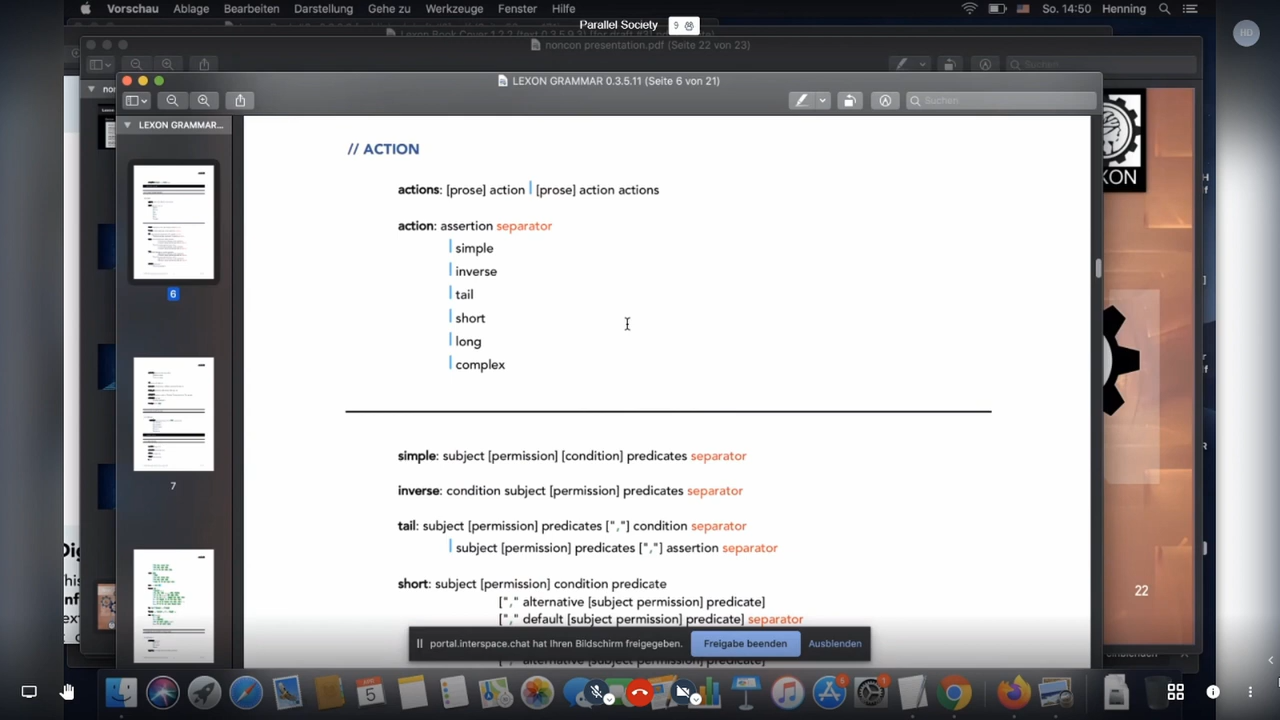 Vorschau Ablage Bearbeiten Darstellung Gehe zu Werkzeuge Fenster Hilfe So. 14:50 Henning
Parallel Society 9
HD
noncon presentation.pdf (Seite 22 von 23)
Suchen
LEXON GRAMMAR 0.3.5.11 (Seite 6 von 21)
Suchen
LEXON GRAMMAR...
6
7
// ACTION
actions: [prose] action | [prose] action actions
action: assertion separator
| simple
| inverse
| tail
| short
| long
| complex
simple: subject [permission] [condition] predicates separator
inverse: condition subject [permission] predicates separator
tail: subject [permission] predicates [","] condition separator
| subject [permission] predicates [","] assertion separator
short: subject [permission] condition predicate
["," alternative [subject permission] predicate]
["," default [subject permission] predicate] separator
portal.interspace.chat hat Ihren Bildschirm freigegeben. Freigabe beenden Ausblenden
22